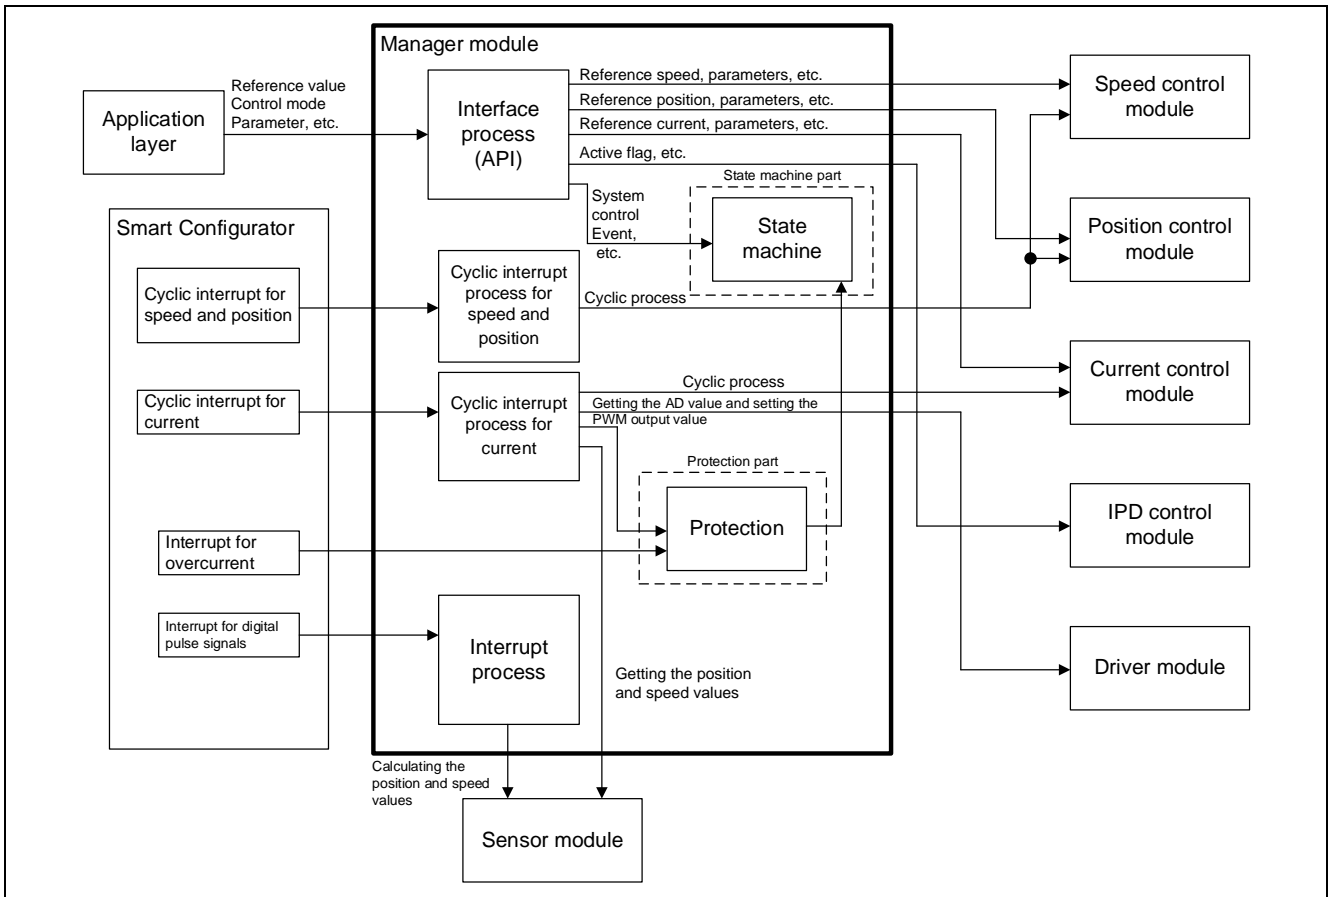 Manager module
Application
layer
Reference value
Control mode
Parameter, etc.
Interface
process
(API)
Reference speed, parameters, etc.
Reference position, parameters, etc.
Reference current, parameters, etc.
Active flag, etc.
System
control
Event,
etc.
State machine part
State
machine
Speed control
module
Position control
module
Smart Configurator
Cyclic interrupt for
speed and position
Cyclic interrupt
process for
speed and
position
Cyclic process
Cyclic interrupt for
current
Cyclic interrupt
process for
current
Cyclic process
Getting the AD value and setting the
PWM output value
Current control
module
Protection part
Protection
Interrupt for
overcurrent
IPD control
module
Interrupt for digital
pulse signals
Interrupt
process
Getting the position
and speed values
Driver module
Calculating the
position and speed
values
Sensor module